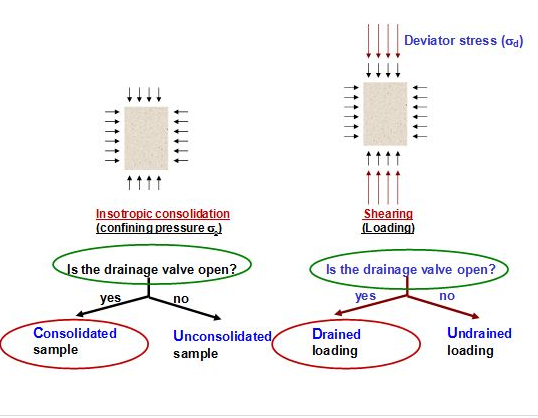 Deviator stress (σd)
Insotropic consolidation
(confining pressure σ2)
Shearing
(Loading)
Is the drainage valve open?
Is the drainage valve open?
yes
no
yes
no
Consolidated
sample
Unconsolidated
sample
Drained
loading
Undrained
loading